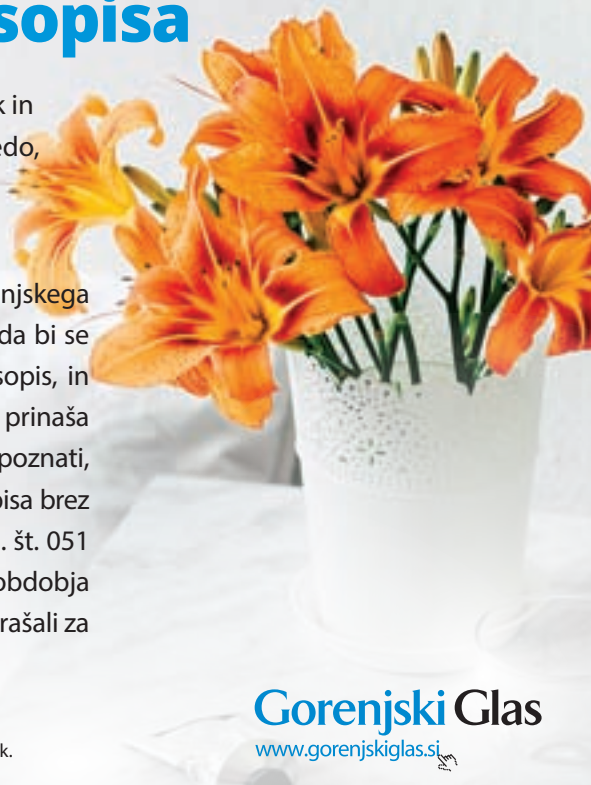 sopisa
k in
edo,
njskega
da bi se
sopis, in
prinaša
poznati,
pisa brez
. št. 051
obdobja
rašali za
Gorenjski Glas
www.gorenjskiglas.si
k.